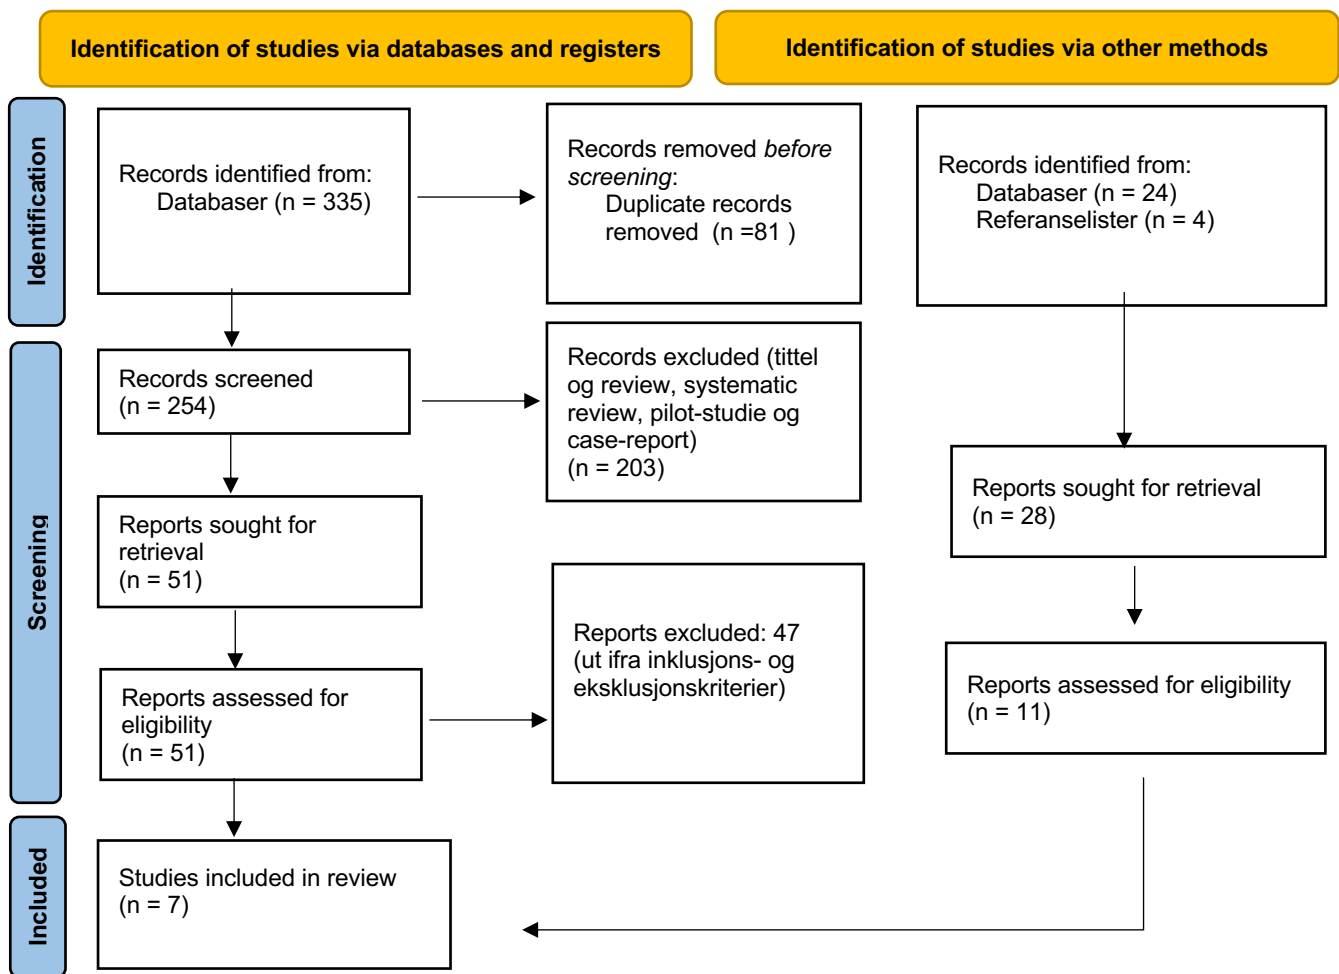 Identification of studies via databases and registers
Identification of studies via other methods
Identification
Records identified from:
Databaser (n = 335)
Records removed before
screening:
Duplicate records
removed (n =81 )
Records identified from:
Databaser (n = 24)
Referanselister (n = 4)
Screening
Records screened
(n = 254)
Records excluded (tittel
og review, systematic
review, pilot-studie og
case-report)
(n = 203)
Reports sought for
retrieval
(n = 51)
Reports sought for retrieval
(n = 28)
Reports assessed for
eligibility
(n = 51)
Reports excluded: 47
(ut ifra inklusjons- og
eksklusjonskriterier)
Reports assessed for eligibility
(n = 11)
Included
Studies included in review
(n = 7)